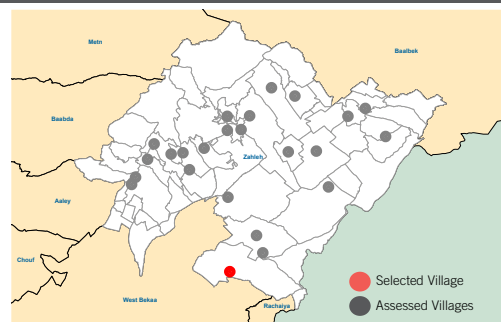 Metn
Baalbek
Baabda
Zahleh
Aaley
Chouf
Selected Village
West Bekaa
Rachaiya
Assessed Villages